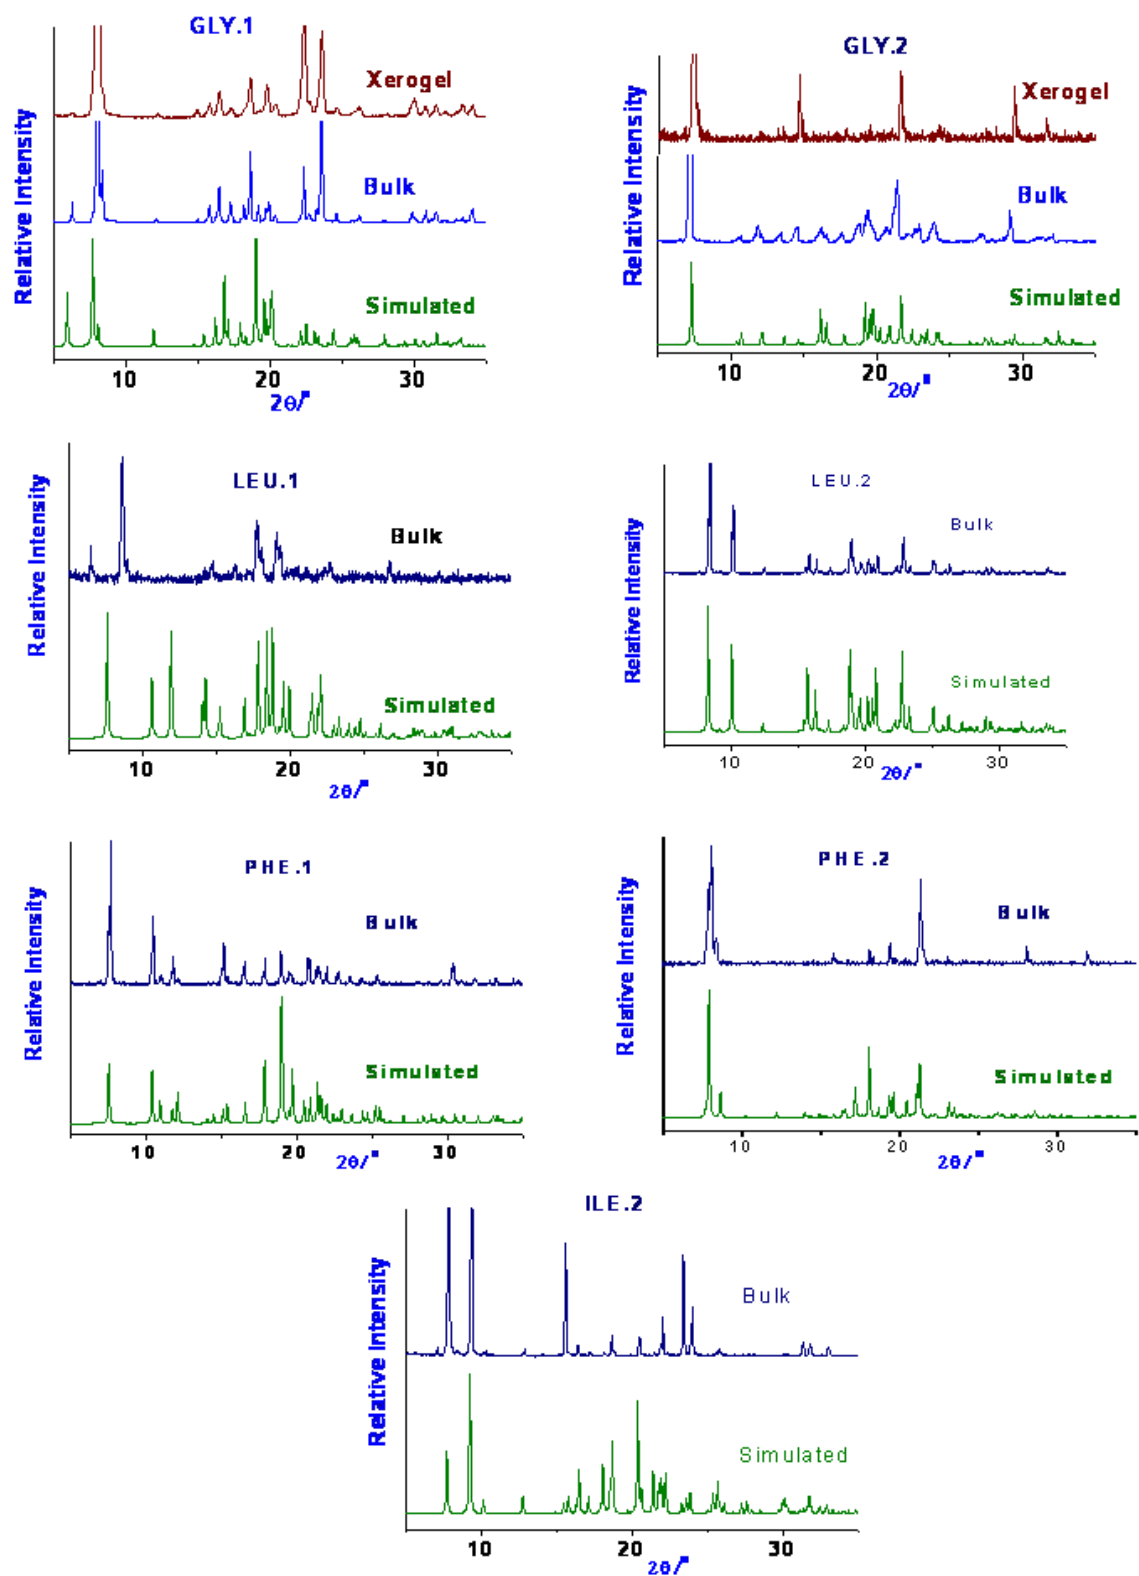 GLY.1
Xerogel
Bulk
Simulated
Relative Intensity
10 20 30
2θ/°
GLY.2
Xerogel
Bulk
Simulated
Relative Intensity
10 20 30
2θ/°
LEU.1
Bulk
Simulated
Relative Intensity
10 20 30
2θ/°
LEU.2
Bulk
Simulated
Relative Intensity
10 20 30
2θ/°
PHE.1
Bulk
Simulated
Relative Intensity
10 20 30
2θ/°
PHE.2
Bulk
Simulated
Relative Intensity
10 20 30
2θ/°
ILE.2
Bulk
Simulated
Relative Intensity
10 20 30
2θ/°